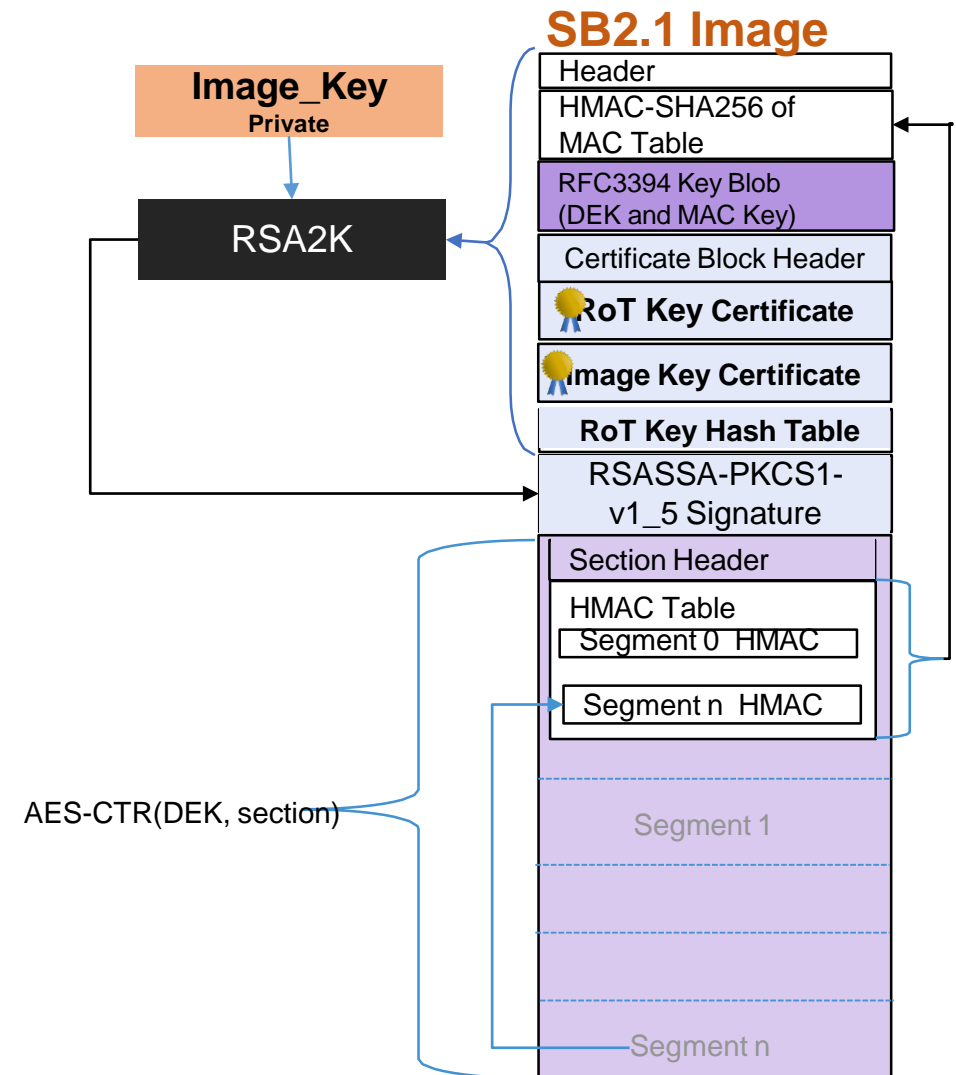 SB2.1 Image
Image_Key
Private
RSA2K
Header
HMAC-SHA256 of
MAC Table
RFC3394 Key Blob
(DEK and MAC Key)
Certificate Block Header
RoT Key Certificate
Image Key Certificate
RoT Key Hash Table
RSASSA-PKCS1-
v1_5 Signature
Section Header
HMAC Table
Segment 0 HMAC
Segment n HMAC
AES-CTR(DEK, section)
Segment 1
Segment n